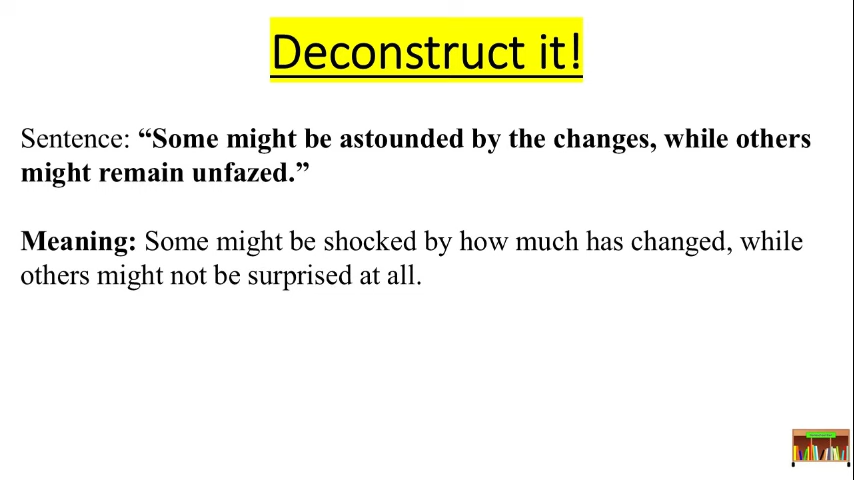 Deconstruct it!
Sentence: “Some might be astounded by the changes, while others
might remain unfazed.”
Meaning: Some might be shocked by how much has changed, while
others might not be surprised at all.